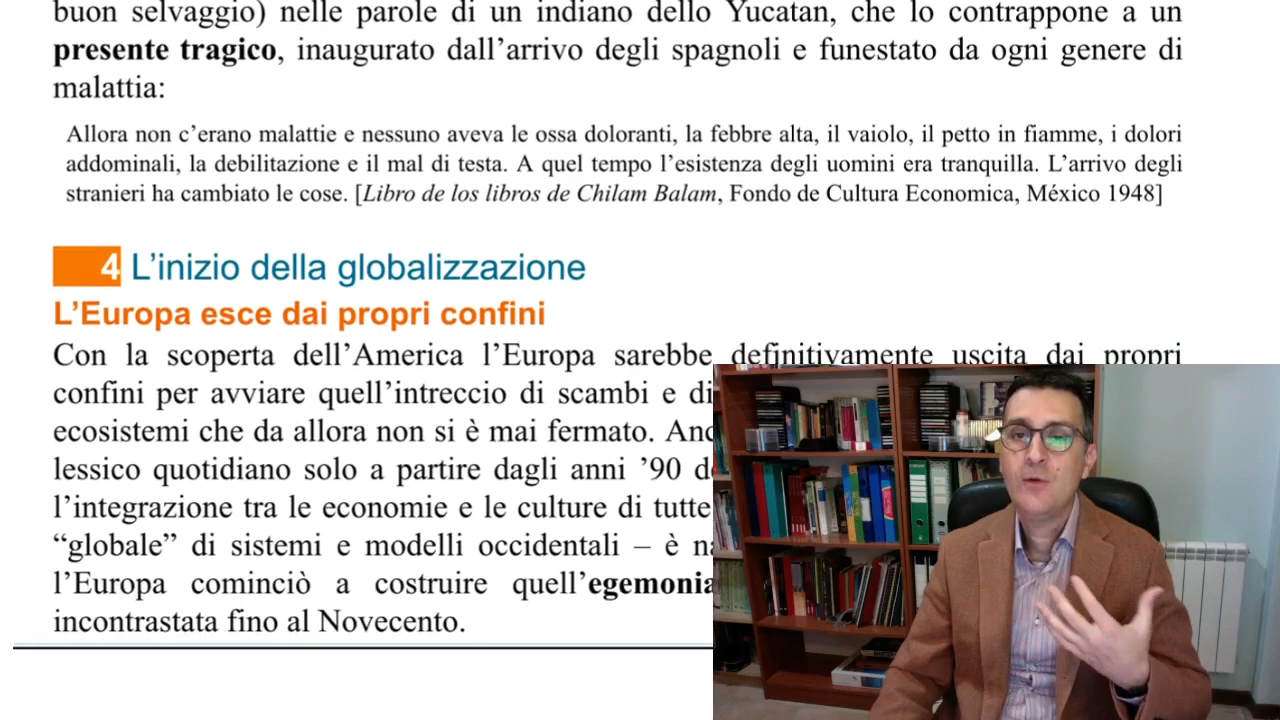 buon selvaggio) nelle parole di un indiano dello Yucatan, che lo contrappone a un
presente tragico, inaugurato dall’arrivo degli spagnoli e funestato da ogni genere di
malattia:
Allora non c’erano malattie e nessuno aveva le ossa doloranti, la febbre alta, il vaiolo, il petto in fiamme, i dolori
addominali, la debilitazione e il mal di testa. A quel tempo l’esistenza degli uomini era tranquilla. L’arrivo degli
stranieri ha cambiato le cose. [Libro de los libros de Chilam Balam, Fondo de Cultura Economica, México 1948]
4 L’inizio della globalizzazione
L’Europa esce dai propri confini
Con la scoperta dell’America l’Europa sarebbe definitivamente uscita dai propri
confini per avviare quell’intreccio di scambi e di
ecosistemi che da allora non si è mai fermato.
lessico quotidiano solo a partire dagli anni ’90
l’integrazione tra le economie e le culture di tutte
“globale” di sistemi e modelli occidentali – è
l’Europa cominciò a costruire quell’egemonia
incontrastata fino al Novecento.